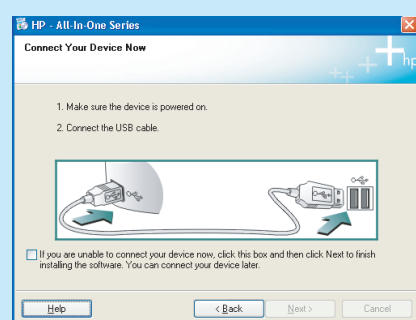 HP - All-In-One Series
Connect Your Device Now
hp
1. Make sure the device is powered on.
2. Connect the USB cable.
If you are unable to connect your device now, click this box and then click Next to finish
installing the software. You can connect your device later.
Help
< Back
Next >
Cancel